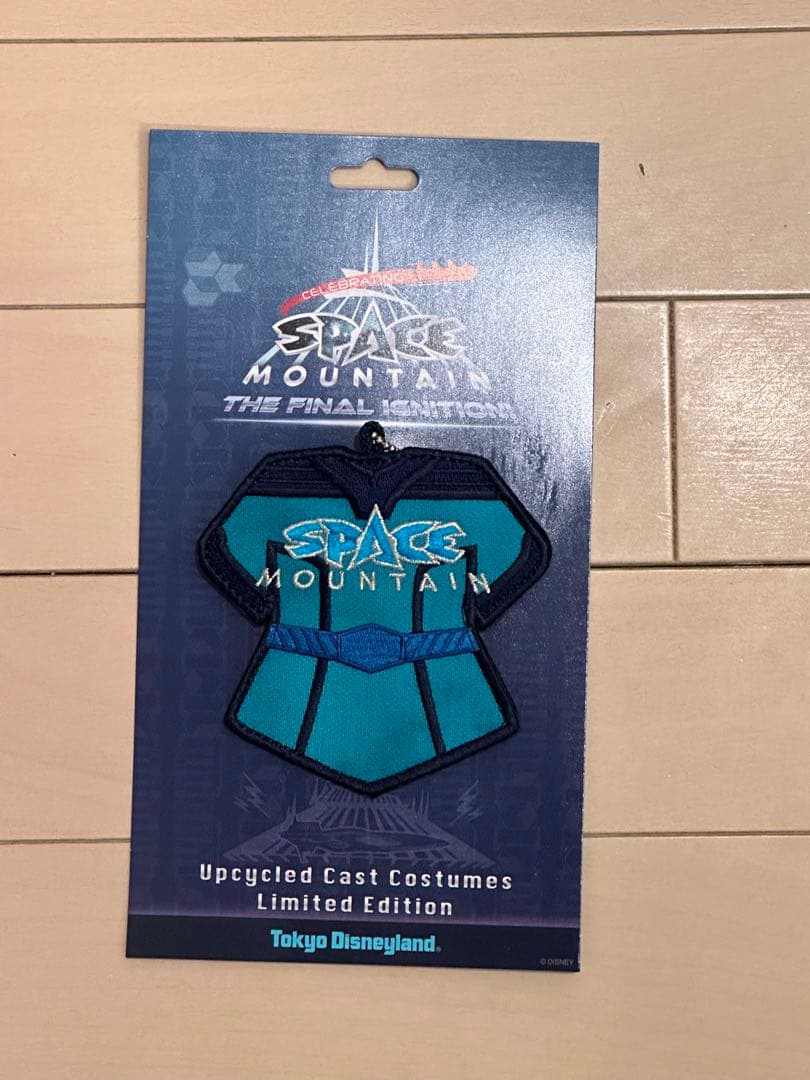 CELEBRATING
SPACE
MOUNTAIN
THE FINAL IGNITION!
SPACE
MOUNTAIN
Upcycled Cast Costumes
Limited Edition
Tokyo Disneyland®
© DISNEY